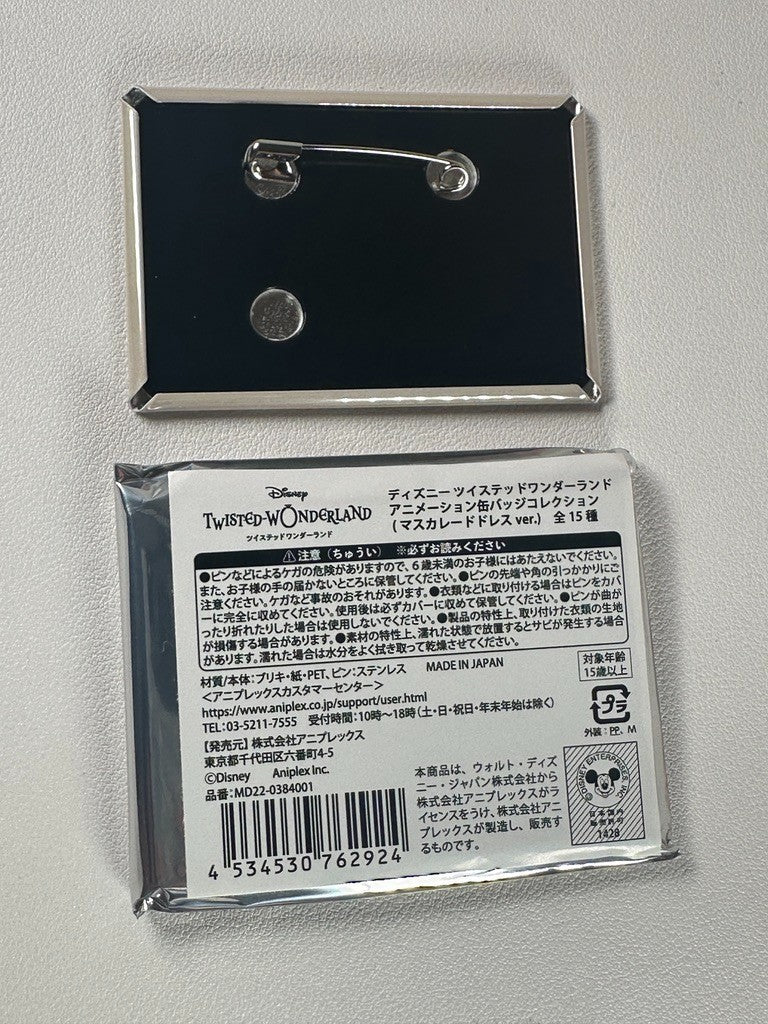 Disney
TWISTED-WONDERLAND
ツイステッドワンダーランド
ディズニー ツイステッドワンダーランド
アニメーション缶バッジコレクション
(マスカレードドレス ver.) 全15種
⚠注意(ちゅうい) ※必ずお読みください
●ピンなどによるケガの危険がありますので、6歳未満のお子様にはあたえないでください。
また、お子様の手の届かないところに保管してください。●ピンの先端や角の引っかかりにご
注意ください。ケガなど事故のおそれがあります。●衣類などに取り付ける場合はピンをカバ
ーに完全に収めてください。使用後は必ずカバーに収めて保管してください。●ピンが曲が
ったり折れたりした場合は使用しないでください。●製品の特性上、取り付けた衣類の生地
が損傷する場合があります。●素材の特性上、濡れた状態で放置するとサビが発生する場合
があります。濡れた場合は水分をよく拭き取って乾燥させてください。
材質/本体:ブリキ・紙・PET、ピン:ステンレス MADE IN JAPAN
<アニプレックスカスタマーセンター>
https://www.aniplex.co.jp/support/user.html
TEL:03-5211-7555 受付時間:10時～18時(土・日・祝日・年末年始は除く)
【発売元】株式会社アニプレックス
東京都千代田区六番町4-5
©Disney Aniplex Inc.
品番:MD22-0384001
4 534530 762924
対象年齢
15歳以上
プラ
外装:PP、M
本商品は、ウォルト・ディズ
ニー・ジャパン株式会社から
株式会社アニプレックスがラ
イセンスをうけ、株式会社アニ
プレックスが製造し、販売す
るものです。
©DISNEY ENTERPRISES, INC.
日本国内
販売許可
1428